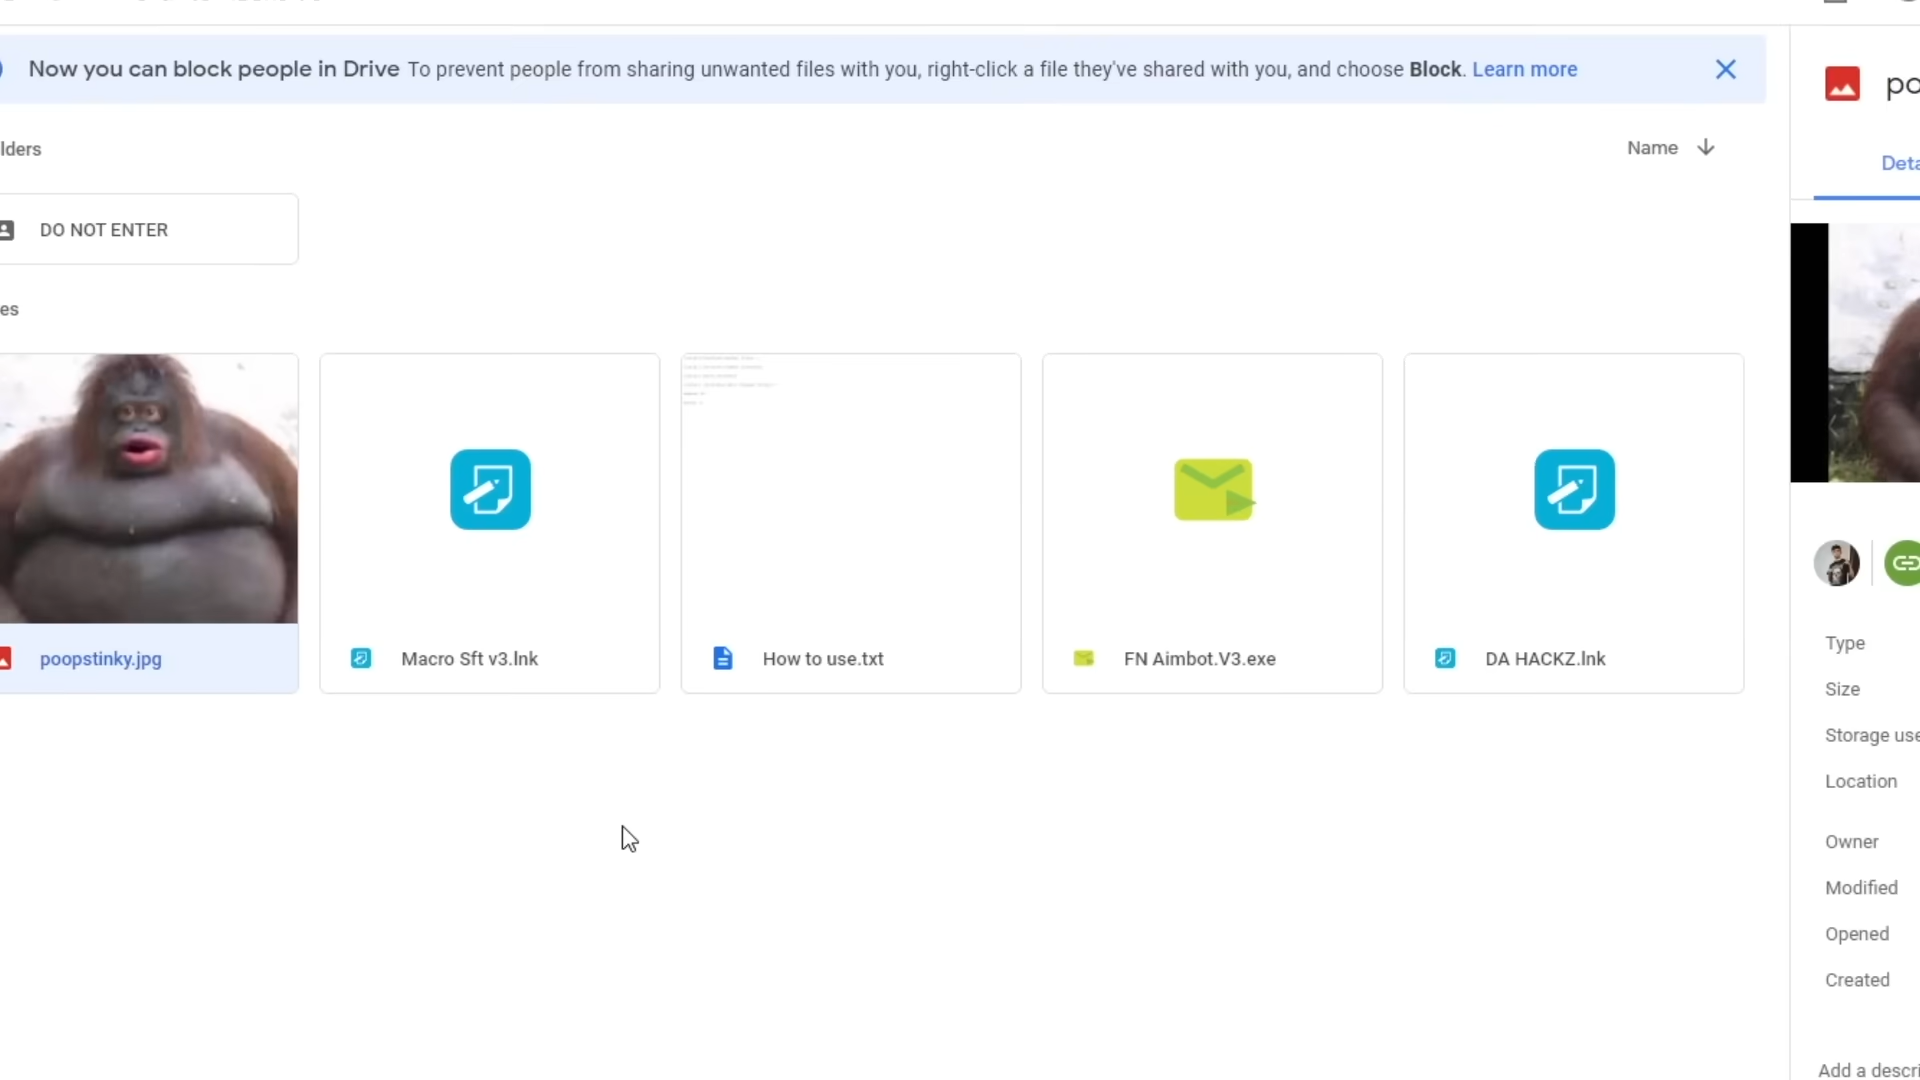 Now you can block people in Drive To prevent people from sharing unwanted files with you, right-click a file they've shared with you, and choose Block. Learn more
po
lders
Name
Deta
DO NOT ENTER
es
poopstinky.jpg
Macro Sft v3.lnk
How to use.txt
FN Aimbot.V3.exe
DA HACKZ.lnk
Type
Size
Storage use
Location
Owner
Modified
Opened
Created
Add a descri